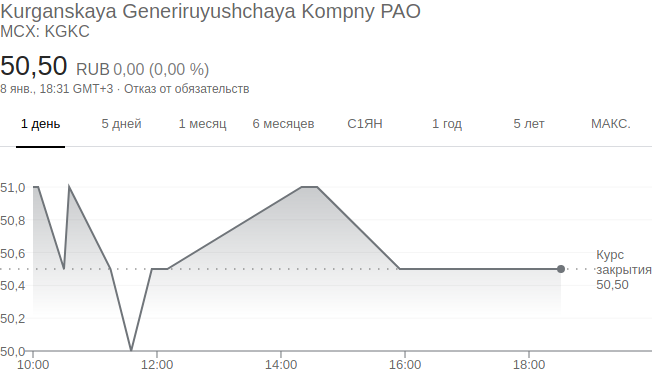 Kurganskaya Generiruyushchaya Kompny PAO
MCX: KGKC
50,50 RUB 0,00 (0,00 %)
8 янв., 18:31 GMT+3 · Отказ от обязательств
1 день 5 дней 1 месяц 6 месяцев С1ЯН 1 год 5 лет МАКС.
51,0
50,8
50,6
50,4
50,2
50,0
Курс
закрытия
50,50
10:00 12:00 14:00 16:00 18:00